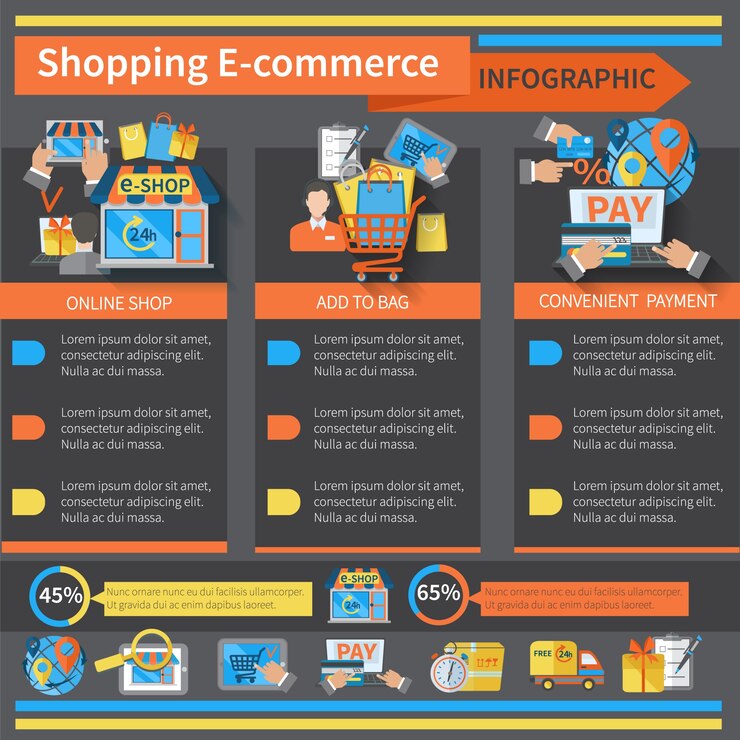 Shopping E-commerce
INFOGRAPHIC
e-SHOP
24h
PAY
123
%
ONLINE SHOP
ADD TO BAG
CONVENIENT PAYMENT
Lorem ipsum dolor sit amet,
consectetur adipiscing elit.
Nulla ac dui massa.
Lorem ipsum dolor sit amet,
consectetur adipiscing elit.
Nulla ac dui massa.
Lorem ipsum dolor sit amet,
consectetur adipiscing elit.
Nulla ac dui massa.
Lorem ipsum dolor sit amet,
consectetur adipiscing elit.
Nulla ac dui massa.
Lorem ipsum dolor sit amet,
consectetur adipiscing elit.
Nulla ac dui massa.
Lorem ipsum dolor sit amet,
consectetur adipiscing elit.
Nulla ac dui massa.
Lorem ipsum dolor sit amet,
consectetur adipiscing elit.
Nulla ac dui massa.
Lorem ipsum dolor sit amet,
consectetur adipiscing elit.
Nulla ac dui massa.
Lorem ipsum dolor sit amet,
consectetur adipiscing elit.
Nulla ac dui massa.
45%
Nunc ornare nunc eu dui facilisis ullamcorper.
Ut gravida dui ac enim dapibus laoreet.
e-SHOP
24h
65%
Nunc ornare nunc eu dui facilisis ullamcorper.
Ut gravida dui ac enim dapibus laoreet.
PAY
FREE 24h